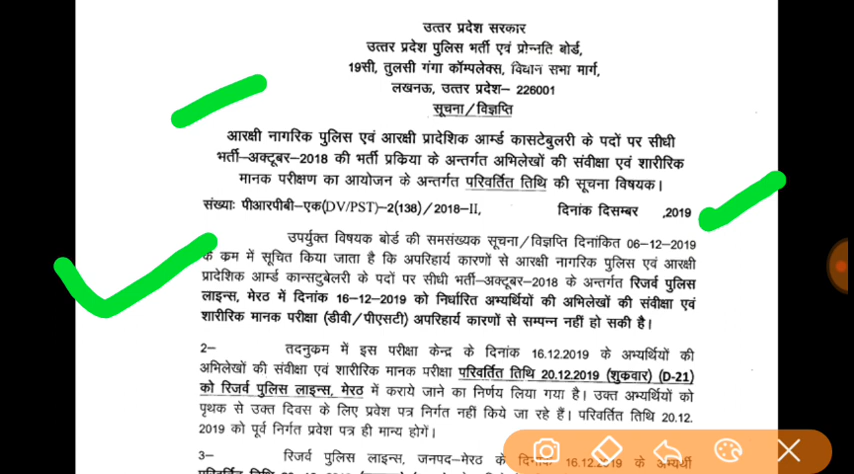 उत्तर प्रदेश सरकार
उत्तर प्रदेश पुलिस भर्ती एवं प्रोन्नति बोर्ड,
19सी, तुलसी गंगा कॉम्पलेक्स, विधान सभा मार्ग,
लखनऊ, उत्तर प्रदेश– 226001
सूचना/विज्ञप्ति
आरक्षी नागरिक पुलिस एवं आरक्षी प्रादेशिक आर्म्ड कासटेबुलरी के पदों पर सीधी
भर्ती–अक्टूबर–2018 की भर्ती प्रकिया के अन्तर्गत अभिलेखों की संवीक्षा एवं शारीरिक
मानक परीक्षण का आयोजन के अन्तर्गत परिवर्तित तिथि की सूचना विषयक।
संख्याः पीआरपीबी–एक(DV/PST)–2(138)/2018–II, दिनांक दिसम्बर ,2019
उपर्युक्त विषयक बोर्ड की समसंख्यक सूचना/विज्ञप्ति दिनांकित 06–12–2019
के कम में सूचित किया जाता है कि अपरिहार्य कारणों से आरक्षी नागरिक पुलिस एवं आरक्षी
प्रादेशिक आर्म्ड कान्सटुबेलरी के पदों पर सीधी भर्ती–अक्टूबर–2018 के अन्तर्गत रिजर्व पुलिस
लाइन्स, मेरठ में दिनांक 16–12–2019 को निर्धारित अभ्यर्थियों की अभिलेखों की संवीक्षा एवं
शारीरिक मानक परीक्षा (डीवी/पीएसटी) अपरिहार्य कारणों से सम्पन्न नहीं हो सकी है।
2– तदनुकम में इस परीक्षा केन्द्र के दिनांक 16.12.2019 के अभ्यर्थियों की
अभिलेखों की संवीक्षा एवं शारीरिक मानक परीक्षा परिवर्तित तिथि 20.12.2019 (शुकवार) (D-21)
को रिजर्व पुलिस लाइन्स, मेरठ में कराये जाने का निर्णय लिया गया है। उक्त अभ्यर्थियों को
पृथक से उक्त दिवस के लिए प्रवेश पत्र निर्गत नहीं किये जा रहे हैं। परिवर्तित तिथि 20.12.
2019 को पूर्व निर्गत प्रवेश पत्र ही मान्य होगें।
3– रिजर्व पुलिस लाइन्स, जनपद–मेरठ के दिनांक 16.12.2019 के अभ्यर्थी